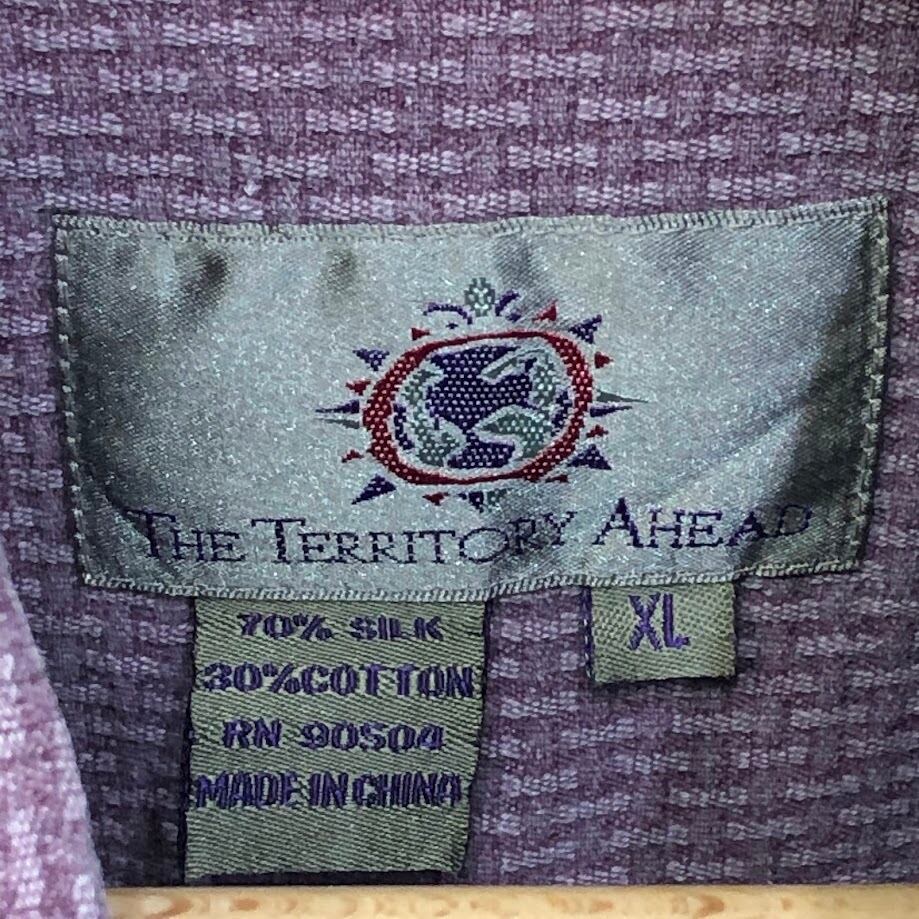 THE TERRITORY AHEAD
70% SILK
30%COTTON
RN 90504
MADE IN CHINA
XL